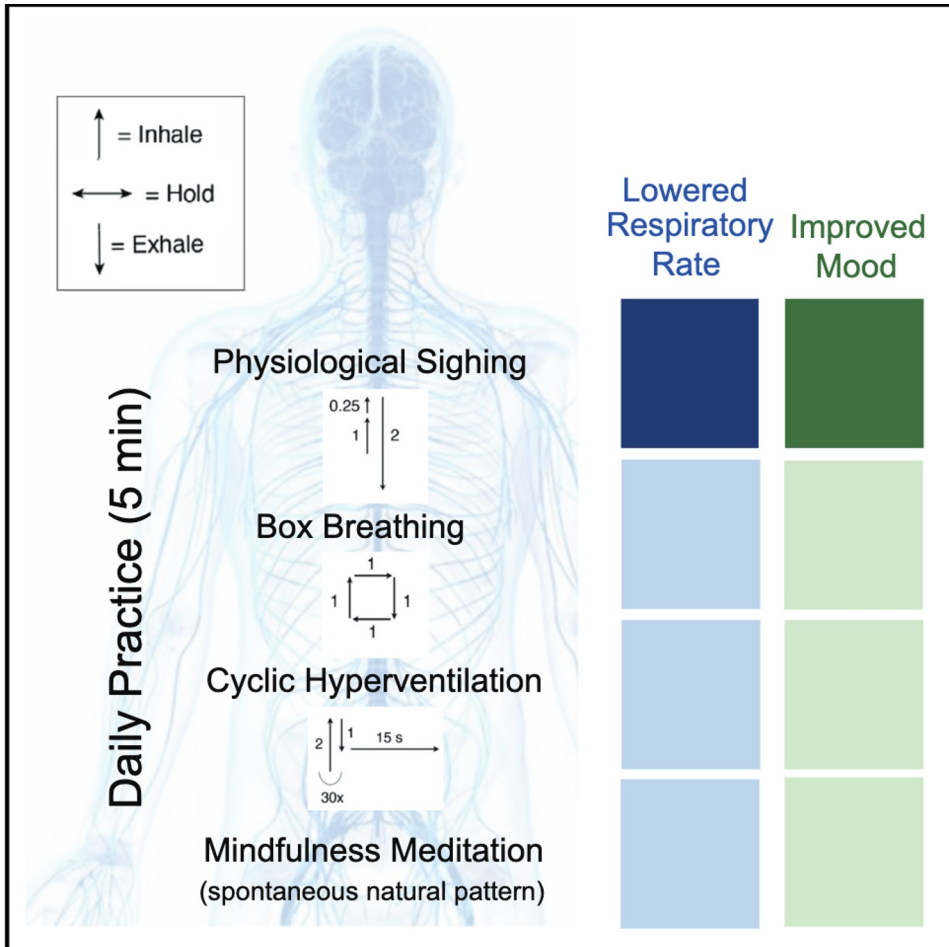 = Inhale
= Hold
= Exhale
Lowered
Respiratory
Rate
Improved
Mood
Daily Practice (5 min)
Physiological Sighing
0.25
1
2
Box Breathing
1
1
1
1
Cyclic Hyperventilation
2
1
15 s
30x
Mindfulness Meditation
(spontaneous natural pattern)